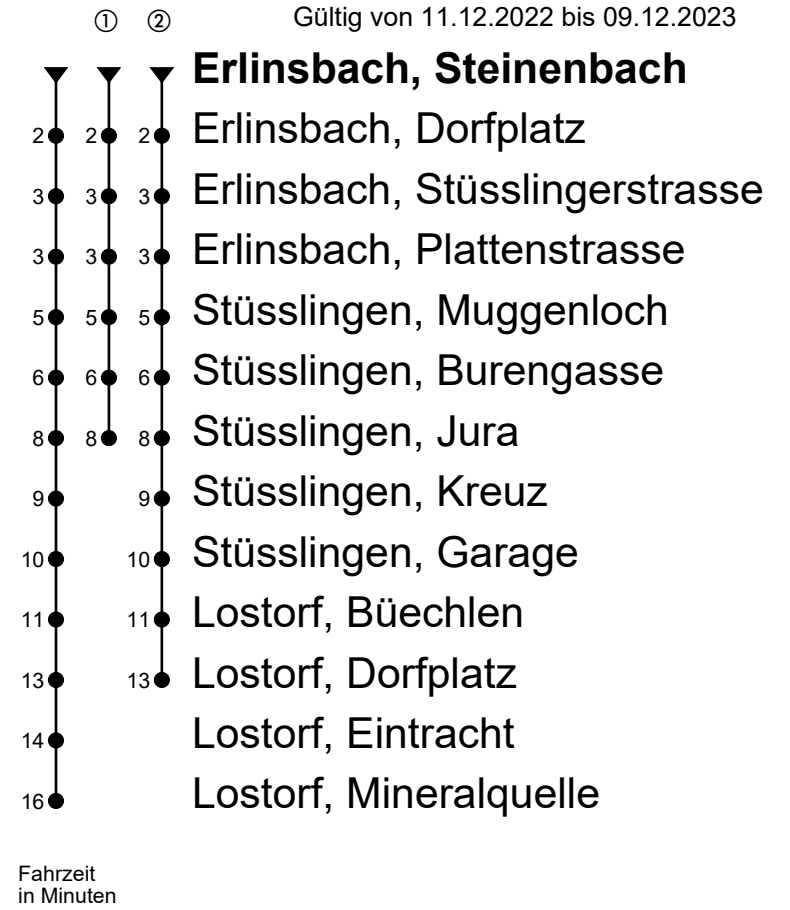 ① ② Gültig von 11.12.2022 bis 09.12.2023
Erlinsbach, Steinenbach
2 2 2 Erlinsbach, Dorfplatz
3 3 3 Erlinsbach, Stüsslingerstrasse
3 3 3 Erlinsbach, Plattenstrasse
5 5 5 Stüsslingen, Muggenloch
6 6 6 Stüsslingen, Burengasse
8 8 8 Stüsslingen, Jura
9 9 Stüsslingen, Kreuz
10 10 Stüsslingen, Garage
11 11 Lostorf, Büechlen
13 13 Lostorf, Dorfplatz
14 Lostorf, Eintracht
16 Lostorf, Mineralquelle
Fahrzeit
in Minuten